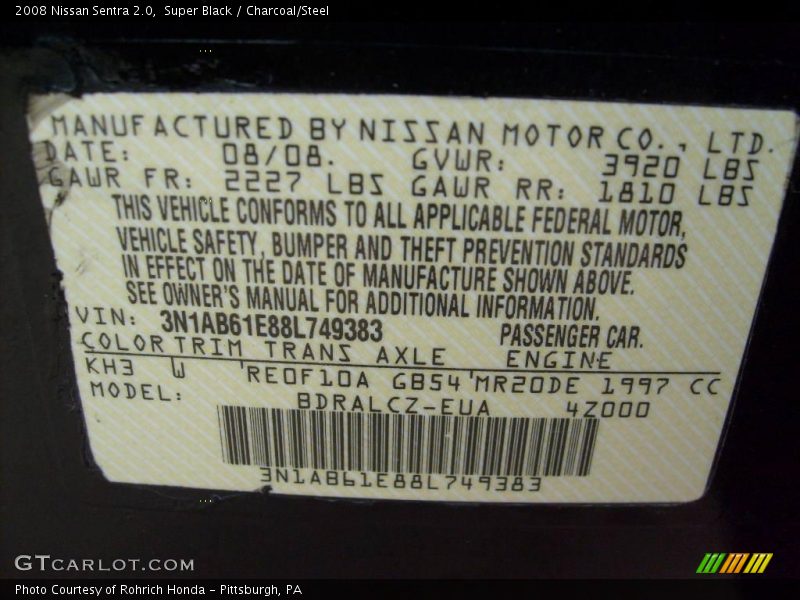 2008 Nissan Sentra 2.0, Super Black / Charcoal/Steel
MANUFACTURED BY NISSAN MOTOR CO., LTD.
DATE: 08/08. GVWR: 3920 LBS
GAWR FR: 2227 LBS GAWR RR: 1810 LBS
THIS VEHICLE CONFORMS TO ALL APPLICABLE FEDERAL MOTOR,
VEHICLE SAFETY, BUMPER AND THEFT PREVENTION STANDARDS
IN EFFECT ON THE DATE OF MANUFACTURE SHOWN ABOVE.
SEE OWNER'S MANUAL FOR ADDITIONAL INFORMATION.
VIN: 3N1AB61E88L749383 PASSENGER CAR.
COLOR TRIM TRANS AXLE ENGINE
KH3 W RE0F10A GB54 MR20DE 1997 CC
MODEL: BDRALCZ-EUA 4Z000
3N1AB61E88L749383
GTCARLOT.COM
Photo Courtesy of Rohrich Honda - Pittsburgh, PA